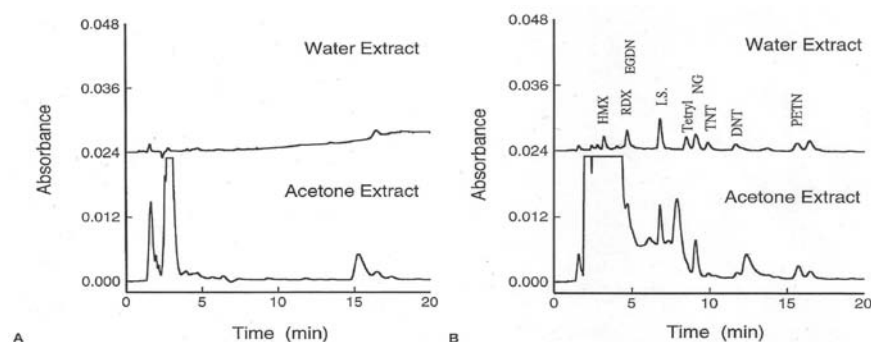 0.048
0.036
0.024
0.012
0.000
Absorbance
Water Extract
Acetone Extract
0
5
10
15
20
Time (min)
A
0.048
0.036
0.024
0.012
0.000
Absorbance
Water Extract
HMX
RDX
EGDN
I.S.
Tetryl
NG
TNT
DNT
PETN
Acetone Extract
0
5
10
15
20
Time (min)
B